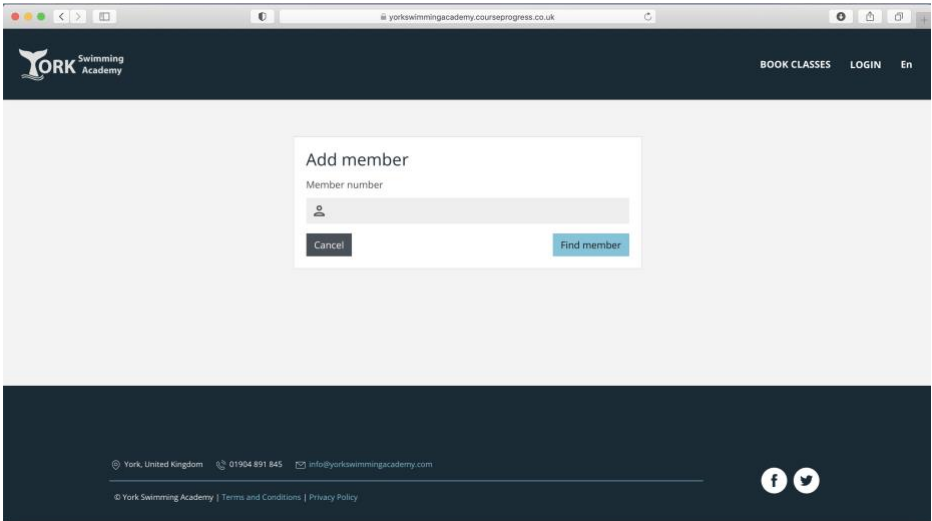 yorkswimmingacademy.courseprogress.co.uk
YORK Swimming Academy
BOOK CLASSES LOGIN En
Add member
Member number
Cancel Find member
York, United Kingdom 01904 891 845 info@yorkswimmingacademy.com
© York Swimming Academy | Terms and Conditions | Privacy Policy